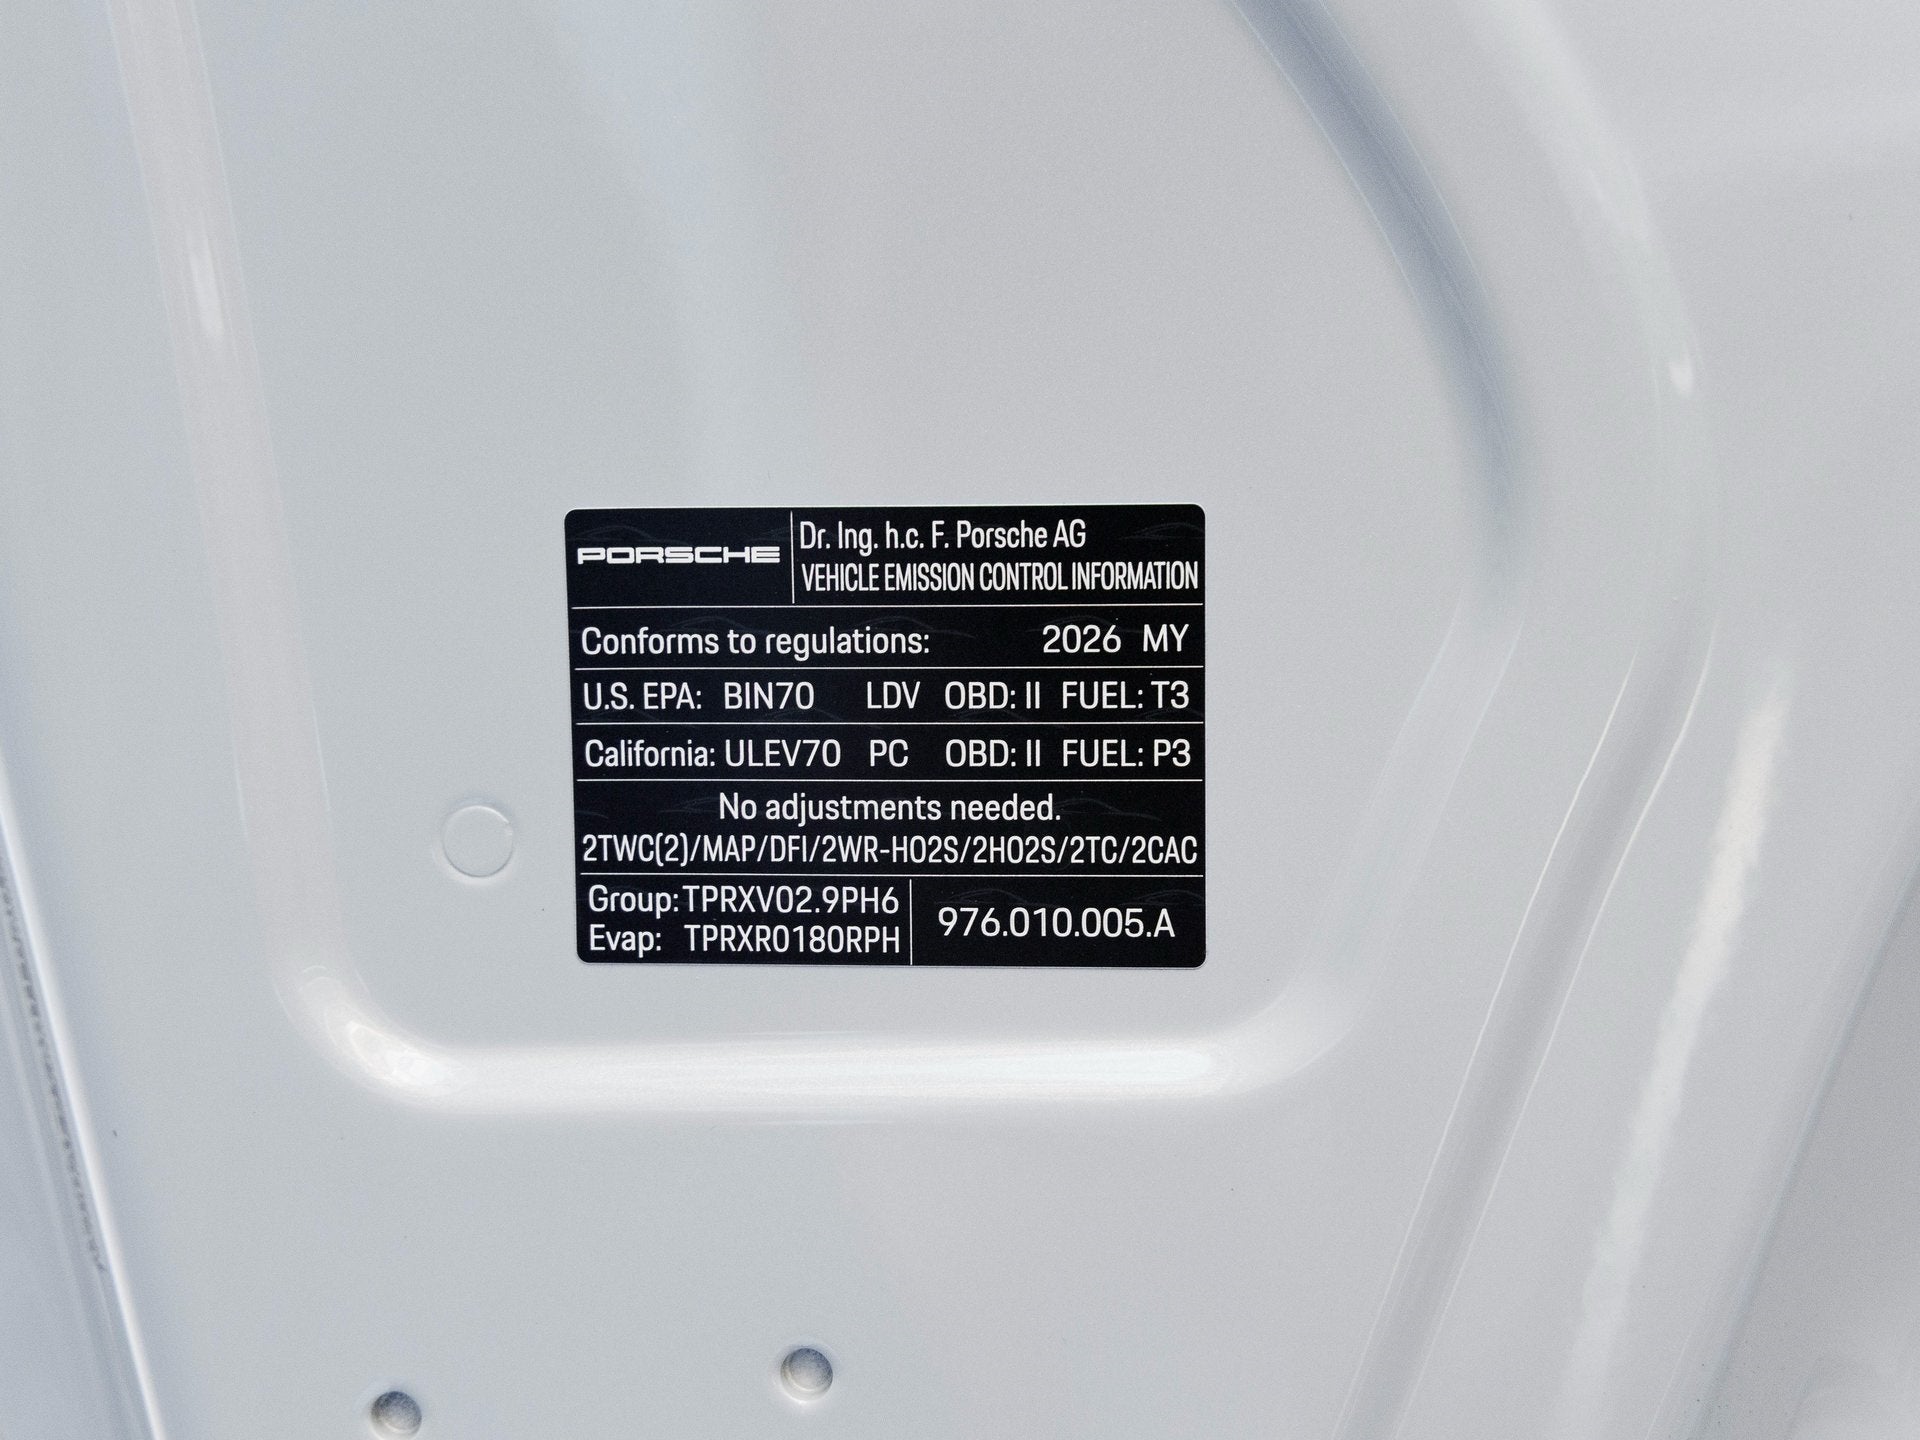 PORSCHE
Dr. Ing. h.c. F. Porsche AG
VEHICLE EMISSION CONTROL INFORMATION
Conforms to regulations: 2026 MY
U.S. EPA: BIN70 LDV OBD: II FUEL: T3
California: ULEV70 PC OBD: II FUEL: P3
No adjustments needed.
2TWC(2)/MAP/DFI/2WR-HO2S/2HO2S/2TC/2CAC
Group: TPRXV02.9PH6
Evap: TPRXR0180RPH
976.010.005.A